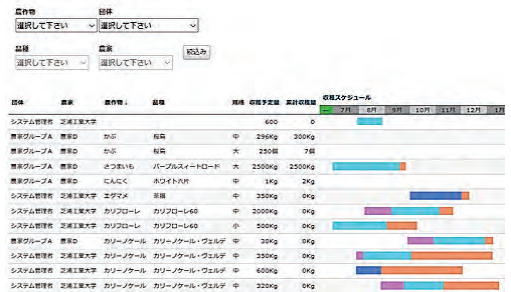 農作物 団体
選択して下さい 選択して下さい
品種 農家
選択して下さい 選択して下さい 絞込み
収穫スケジュール
団体 農家 農作物↓ 品種 規格 収穫予定量 累計収穫量 7月 8月 9月 10月 11月 12月 1月
システム管理者 芝浦工業大学 600 0
農家グループA 農家D かぶ 桜島 中 296Kg 300Kg
農家グループA 農家D かぶ 桜島 大 250個 7個
農家グループA 農家D さつまいも パープルスィートロード 大 2500Kg 2500Kg
農家グループA 農家D にんにく ホワイト六片 中 1Kg 2Kg
システム管理者 芝浦工業大学 エダマメ 茶福 中 350Kg 0Kg
システム管理者 芝浦工業大学 カリフローレ カリフローレ60 中 2000Kg 0Kg
システム管理者 芝浦工業大学 カリフローレ カリフローレ60 小 500Kg 0Kg
農家グループA 農家D カリーノケール カリーノケール・ヴェルデ 中 30Kg 0Kg
システム管理者 芝浦工業大学 カリーノケール カリーノケール・ヴェルデ 中 350Kg 0Kg
システム管理者 芝浦工業大学 カリーノケール カリーノケール・ヴェルデ 中 600Kg 0Kg
システム管理者 芝浦工業大学 カリーノケール カリーノケール・ヴェルデ 中 320Kg 0Kg